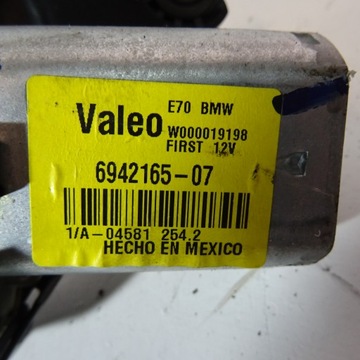 Valeo E70 BMW
W000019198
FIRST 12V
6942165-07
1/A-04581 254.2
HECHO EN MEXICO